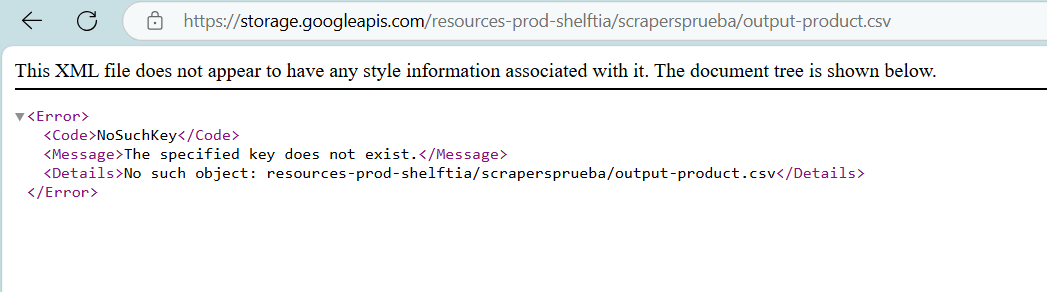 https://storage.googleapis.com/resources-prod-shelftia/scrapersprueba/output-product.csv
This XML file does not appear to have any style information associated with it. The document tree is shown below.
▼<Error>
<Code>NoSuchKey</Code>
<Message>The specified key does not exist.</Message>
<Details>No such object: resources-prod-shelftia/scrapersprueba/output-product.csv</Details>
</Error>